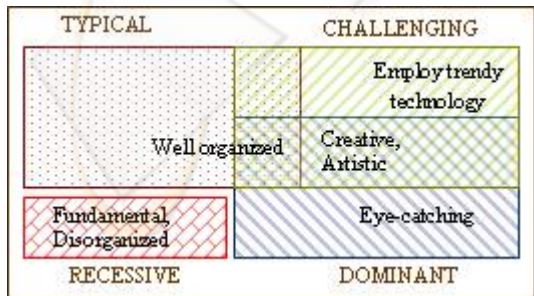 TYPICAL
CHALLENGING
Employ trendy
technology
Well organized
Creative,
Artistic
Fundamental,
Disorganized
Eye-catching
RECESSIVE
DOMINANT